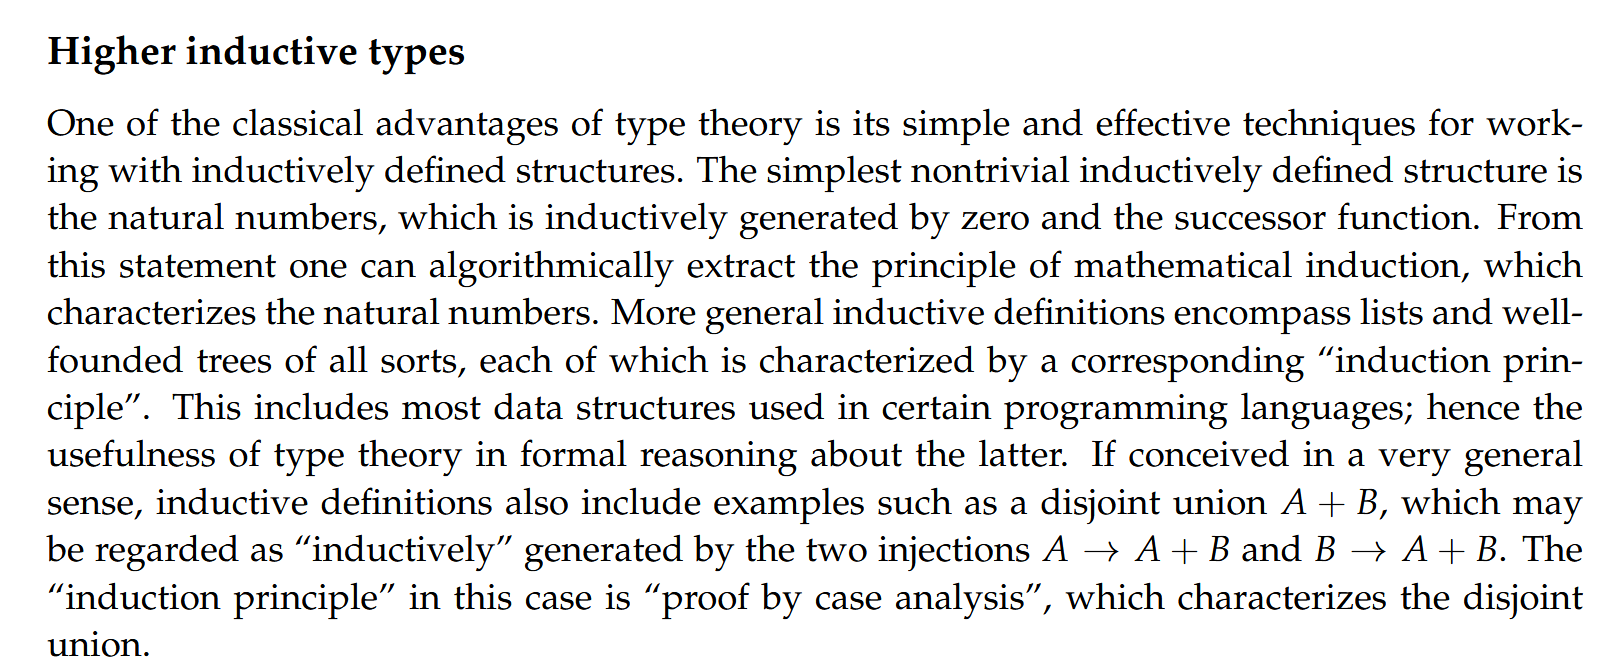 Higher inductive types
One of the classical advantages of type theory is its simple and effective techniques for work-
ing with inductively defined structures. The simplest nontrivial inductively defined structure is
the natural numbers, which is inductively generated by zero and the successor function. From
this statement one can algorithmically extract the principle of mathematical induction, which
characterizes the natural numbers. More general inductive definitions encompass lists and well-
founded trees of all sorts, each of which is characterized by a corresponding “induction prin-
ciple”. This includes most data structures used in certain programming languages; hence the
usefulness of type theory in formal reasoning about the latter. If conceived in a very general
sense, inductive definitions also include examples such as a disjoint union A + B, which may
be regarded as “inductively” generated by the two injections A → A + B and B → A + B. The
“induction principle” in this case is “proof by case analysis”, which characterizes the disjoint
union.